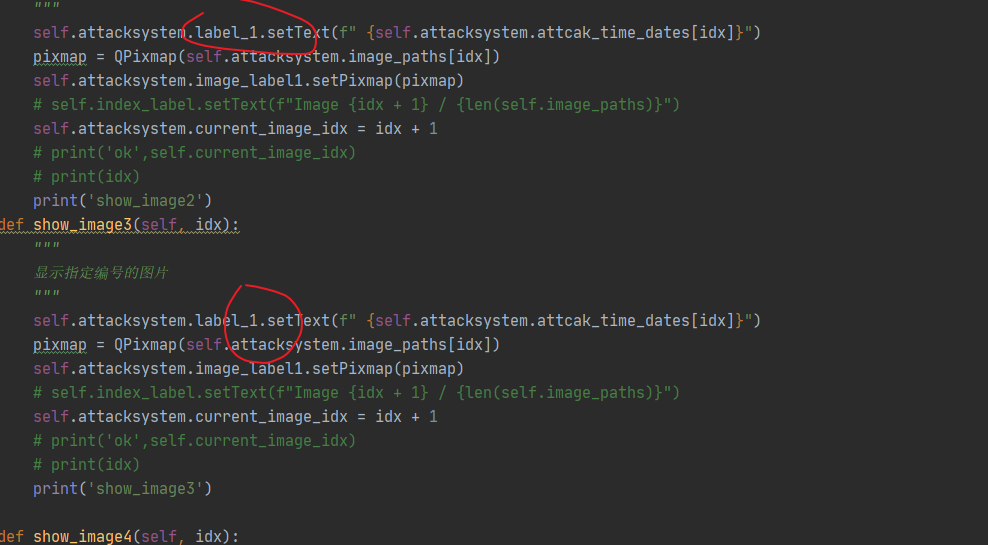 """
self.attacksystem.label_1.setText(f" {self.attacksystem.attcak_time_dates[idx]}")
pixmap = QPixmap(self.attacksystem.image_paths[idx])
self.attacksystem.image_label1.setPixmap(pixmap)
# self.index_label.setText(f"Image {idx + 1} / {len(self.image_paths)}")
self.attacksystem.current_image_idx = idx + 1
# print('ok',self.current_image_idx)
# print(idx)
print('show_image2')
def show_image3(self, idx):
"""
显示指定编号的图片
"""
self.attacksystem.label_1.setText(f" {self.attacksystem.attcak_time_dates[idx]}")
pixmap = QPixmap(self.attacksystem.image_paths[idx])
self.attacksystem.image_label1.setPixmap(pixmap)
# self.index_label.setText(f"Image {idx + 1} / {len(self.image_paths)}")
self.attacksystem.current_image_idx = idx + 1
# print('ok',self.current_image_idx)
# print(idx)
print('show_image3')
def show_image4(self, idx):